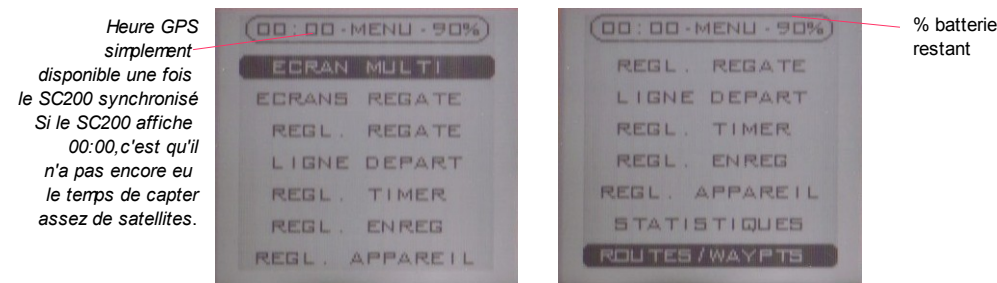 Heure GPS
simplement
disponible une fois
le SC200 synchronisé
Si le SC200 affiche
00:00,c'est qu'il
n'a pas encore eu
le temps de capter
assez de satellites.
00:00-MENU-90%
ECRAN MULTI
ECRANS REGATE
REGL. REGATE
LIGNE DEPART
REGL. TIMER
REGL. ENREG
REGL. APPAREIL
00:00-MENU-90%
REGL. REGATE
LIGNE DEPART
REGL. TIMER
REGL. ENREG
REGL. APPAREIL
STATISTIQUES
ROUTES/WAYPTS
% batterie
restant